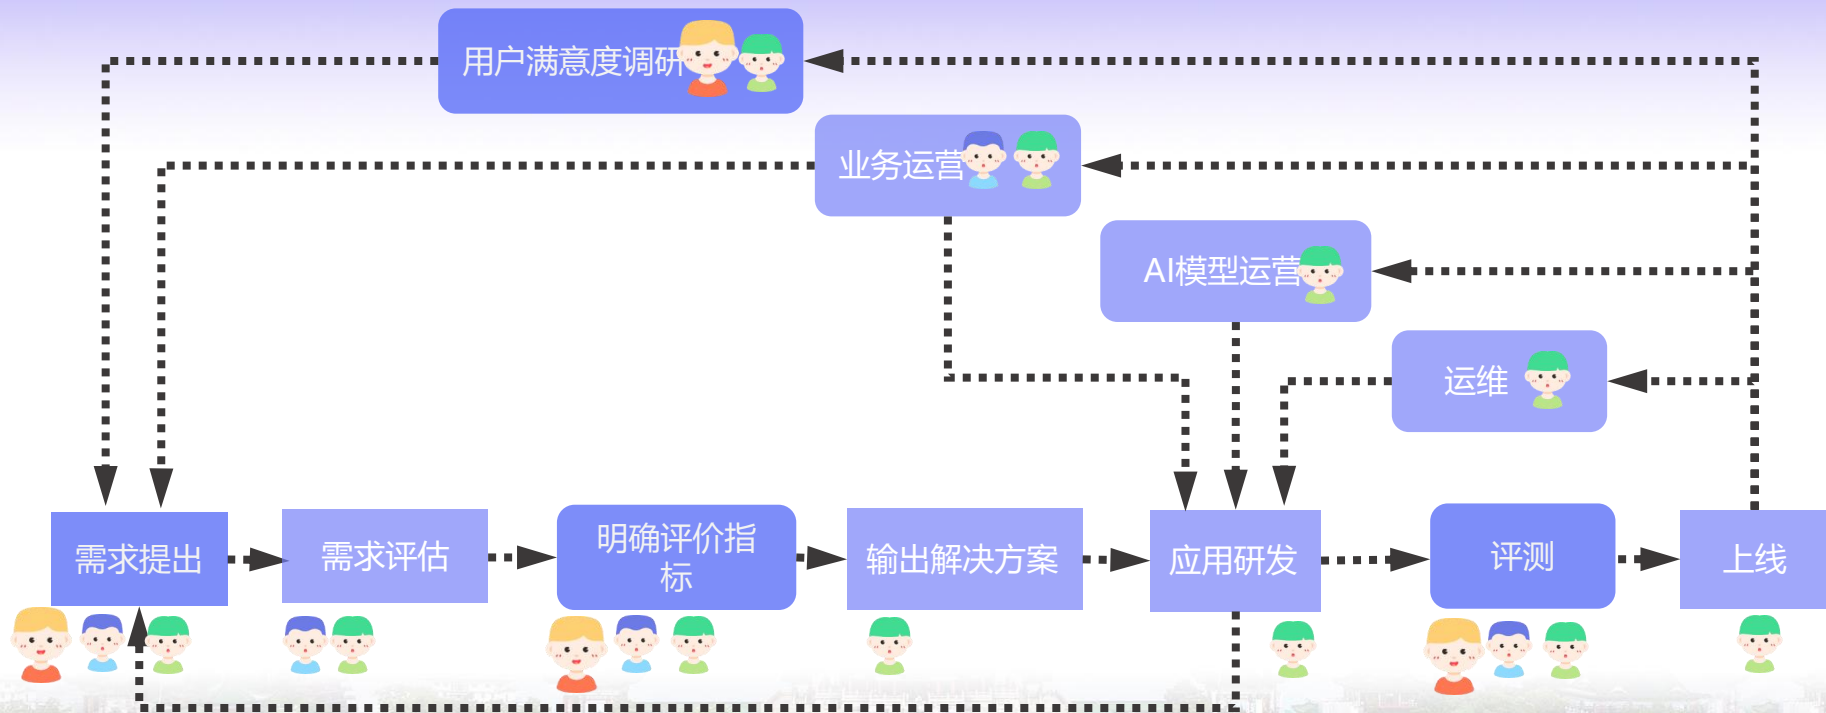 用户满意度调研
业务运营
AI模型运营
运维
需求提出
需求评估
明确评价指
标
输出解决方案
应用研发
评测
上线